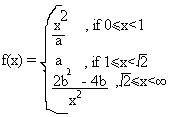 f(x) = { x²/a , if 0⩽x<1
a , if 1⩽x<√2
(2b² - 4b)/x² ,√2⩽x<∞